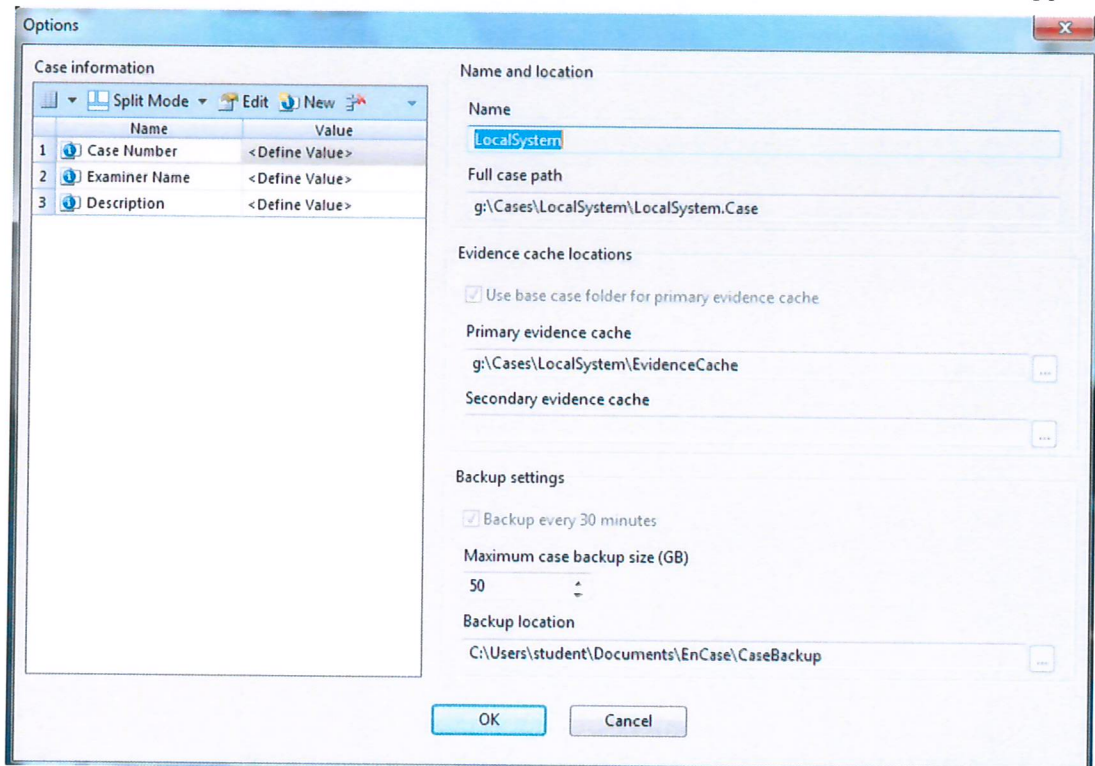 Options
Case information
Split Mode Edit New
Name Value
1 Case Number <Define Value>
2 Examiner Name <Define Value>
3 Description <Define Value>
Name and location
Name
LocalSystem
Full case path
g:\Cases\LocalSystem\LocalSystem.Case
Evidence cache locations
Use base case folder for primary evidence cache
Primary evidence cache
g:\Cases\LocalSystem\EvidenceCache
...
Secondary evidence cache
...
Backup settings
Backup every 30 minutes
Maximum case backup size (GB)
50
Backup location
C:\Users\student\Documents\EnCase\CaseBackup
...
OK Cancel